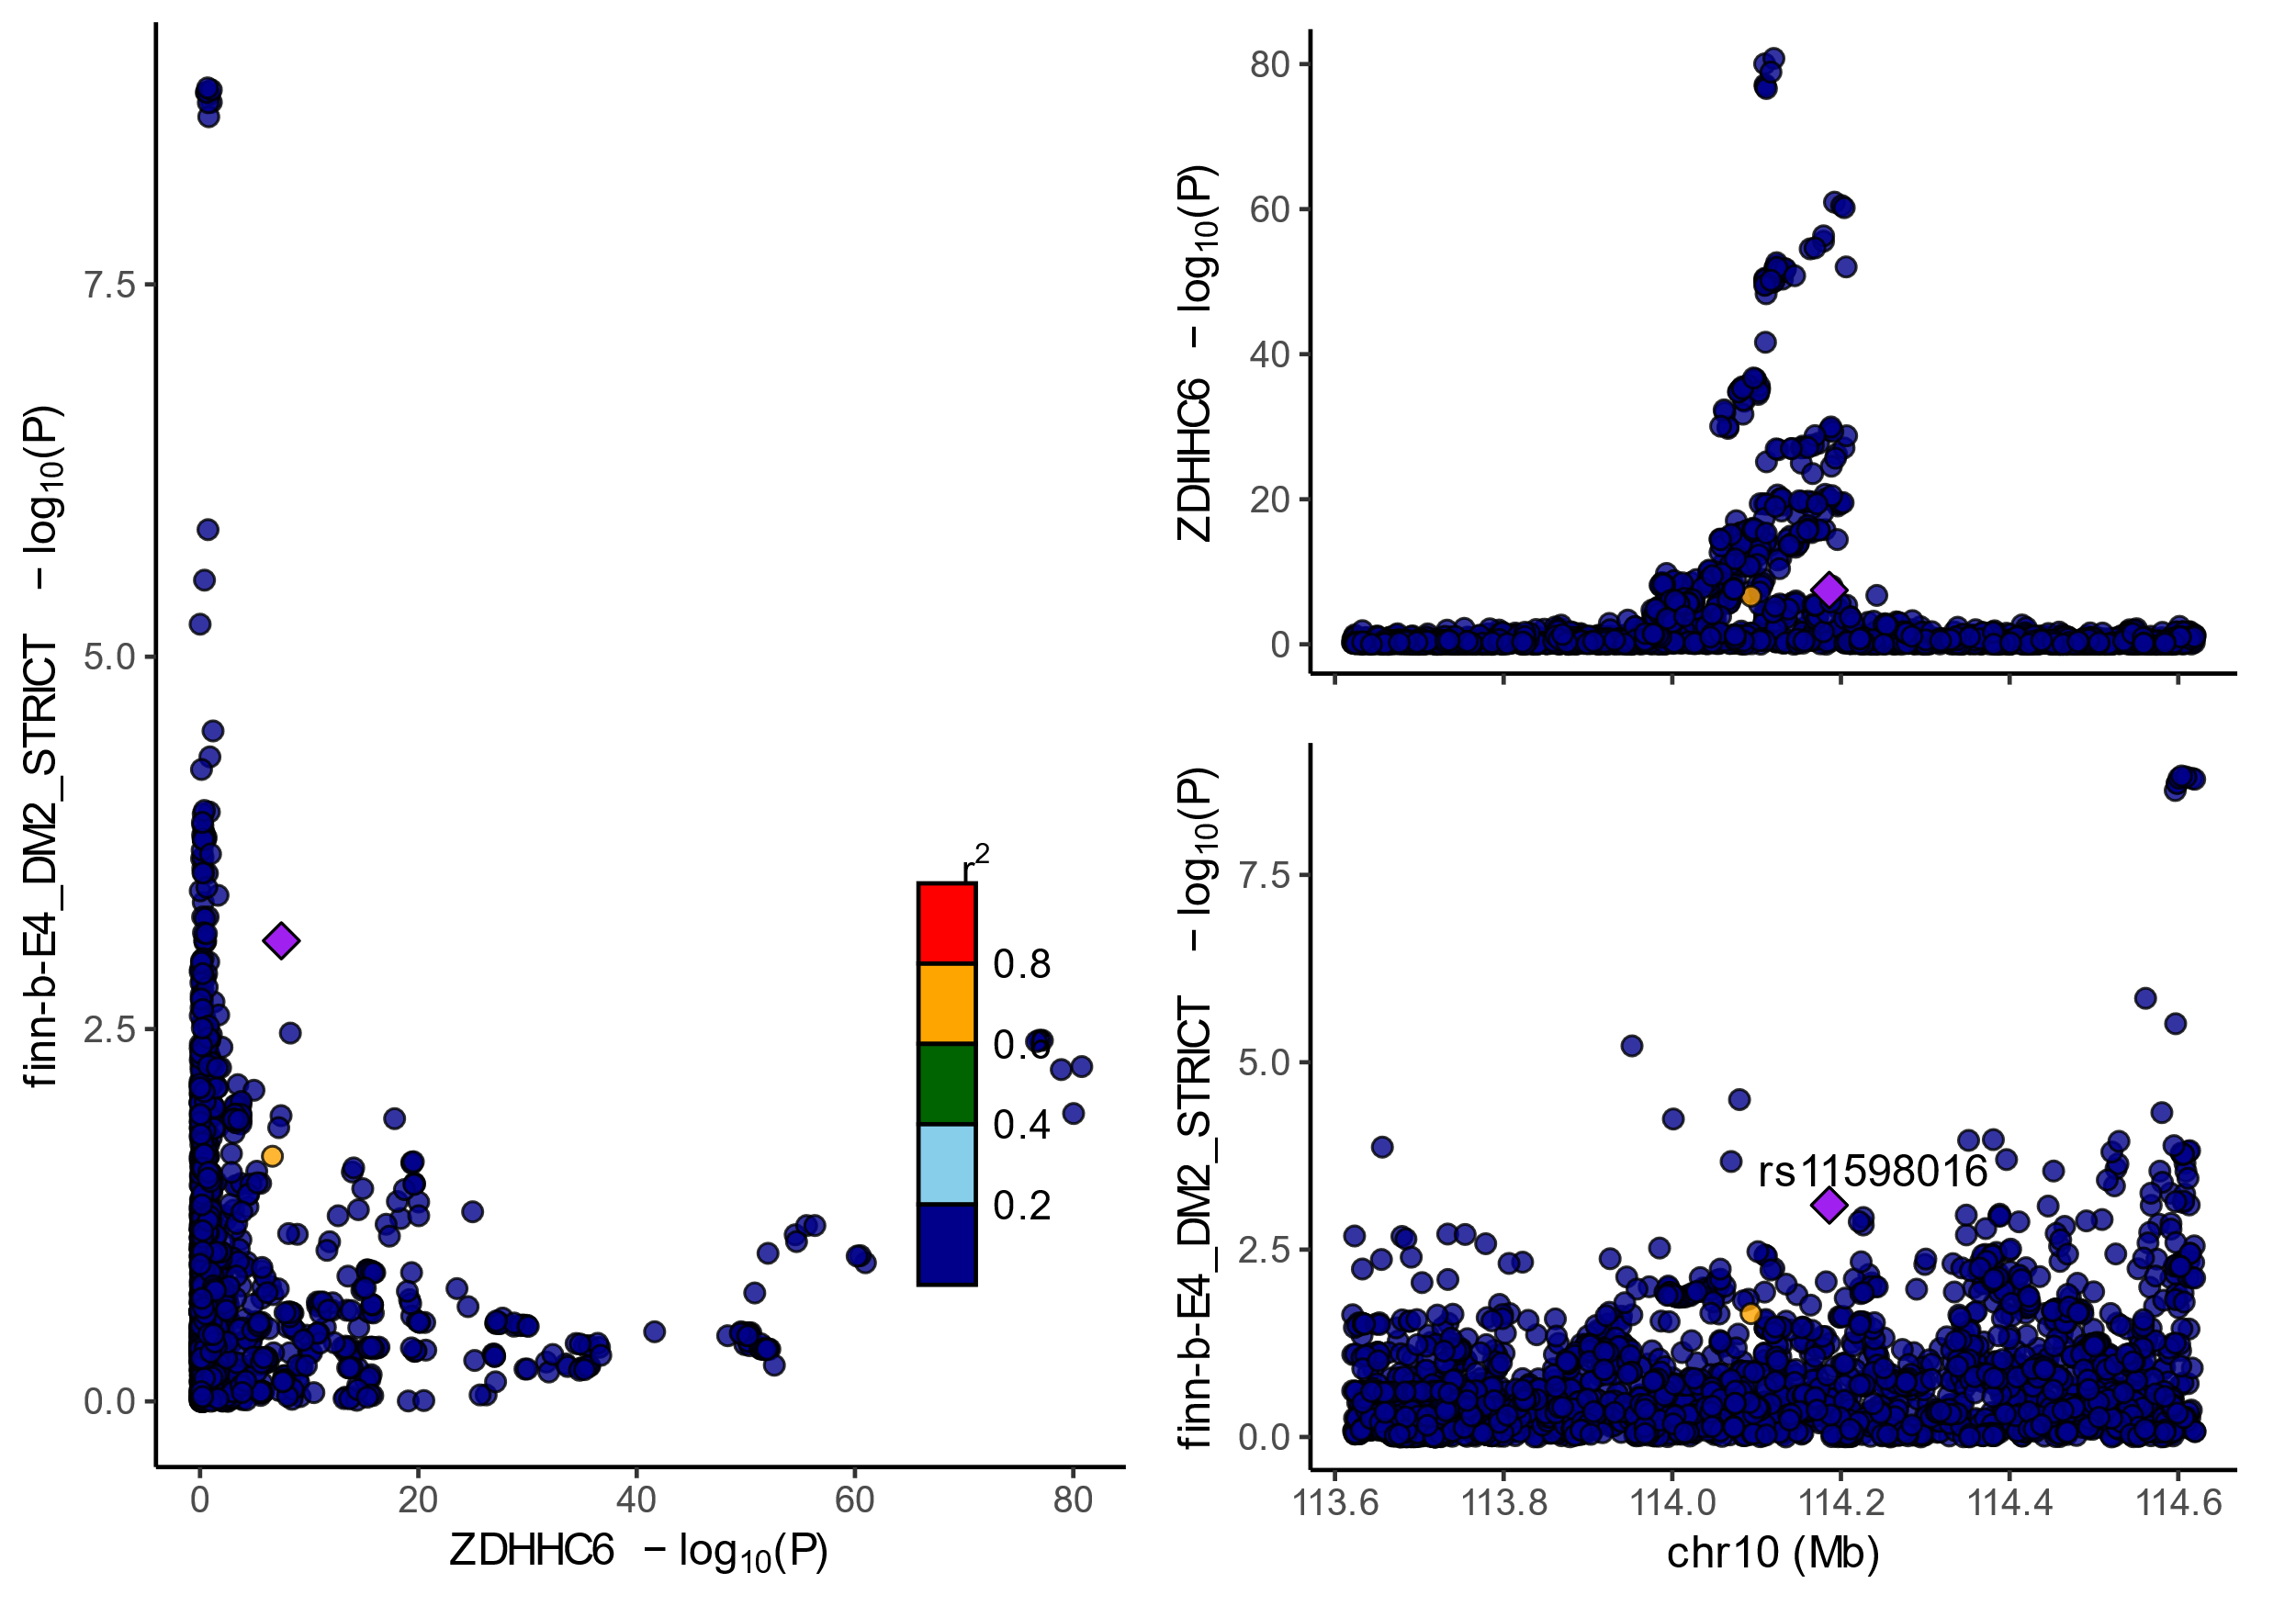 finn-b-E4_DM2_STRICT − log₁₀(P)
7.5
5.0
2.5
0.0
0 20 40 60 80
ZDHHC6 − log₁₀(P)
r²
0.8
0.6
0.4
0.2
ZDHHC6 − log₁₀(P)
80
60
40
20
0
finn-b-E4_DM2_STRICT − log₁₀(P)
7.5
5.0
2.5
0.0
rs11598016
113.6 113.8 114.0 114.2 114.4 114.6
chr10 (Mb)